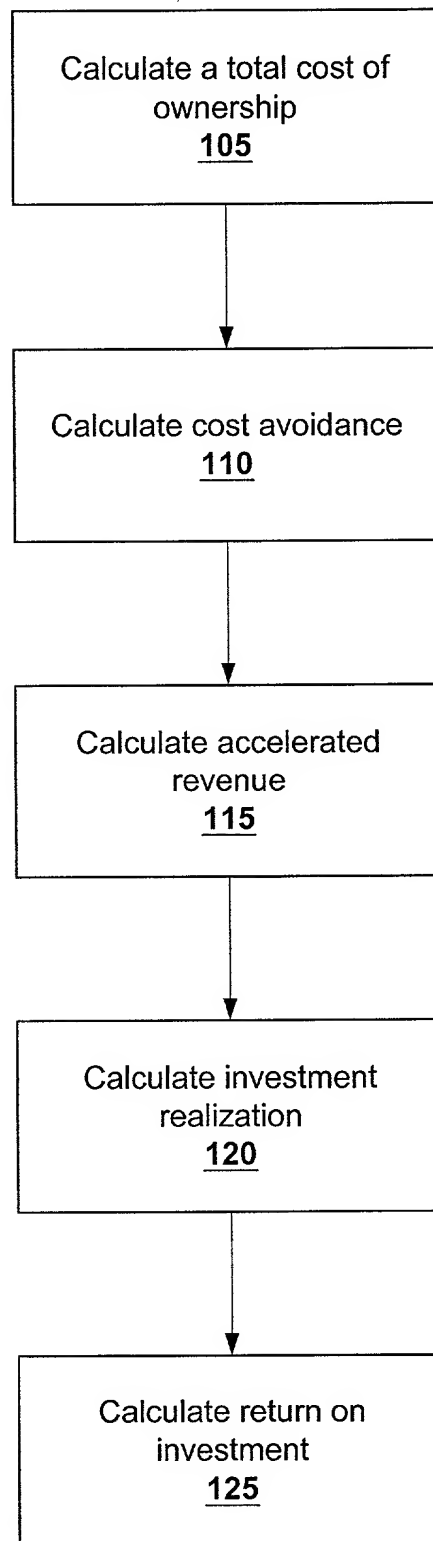 Calculate a total cost of
ownership
105
Calculate cost avoidance
110
Calculate accelerated
revenue
115
Calculate investment
realization
120
Calculate return on
investment
125